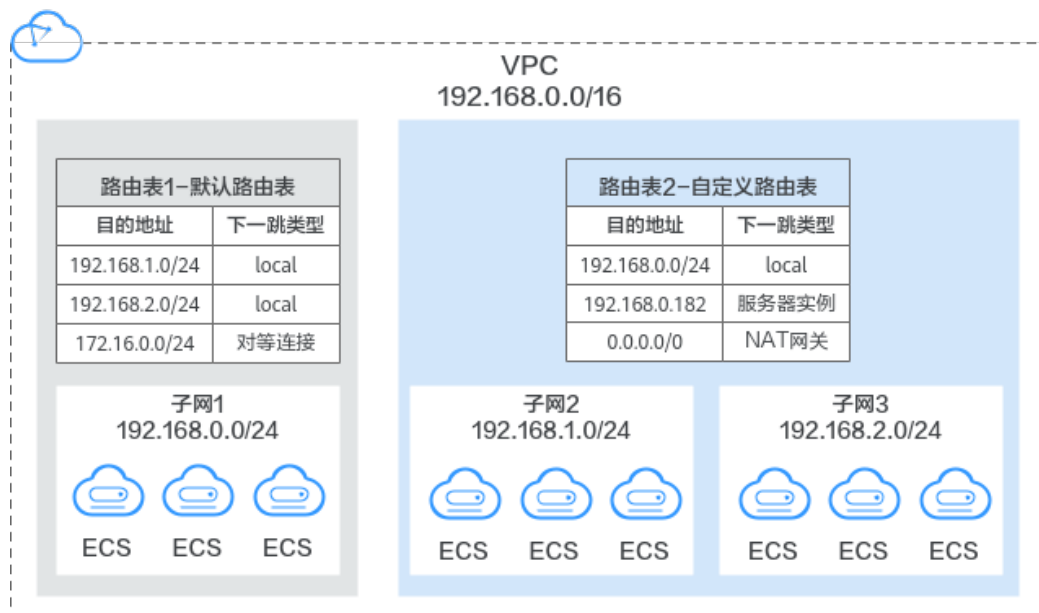 VPC
192.168.0.0/16
路由表1-默认路由表
目的地址 下一跳类型
192.168.1.0/24 local
192.168.2.0/24 local
172.16.0.0/24 对等连接
路由表2-自定义路由表
目的地址 下一跳类型
192.168.0.0/24 local
192.168.0.182 服务器实例
0.0.0.0/0 NAT网关
子网1
192.168.0.0/24
ECS ECS ECS
子网2
192.168.1.0/24
ECS ECS ECS
子网3
192.168.2.0/24
ECS ECS ECS